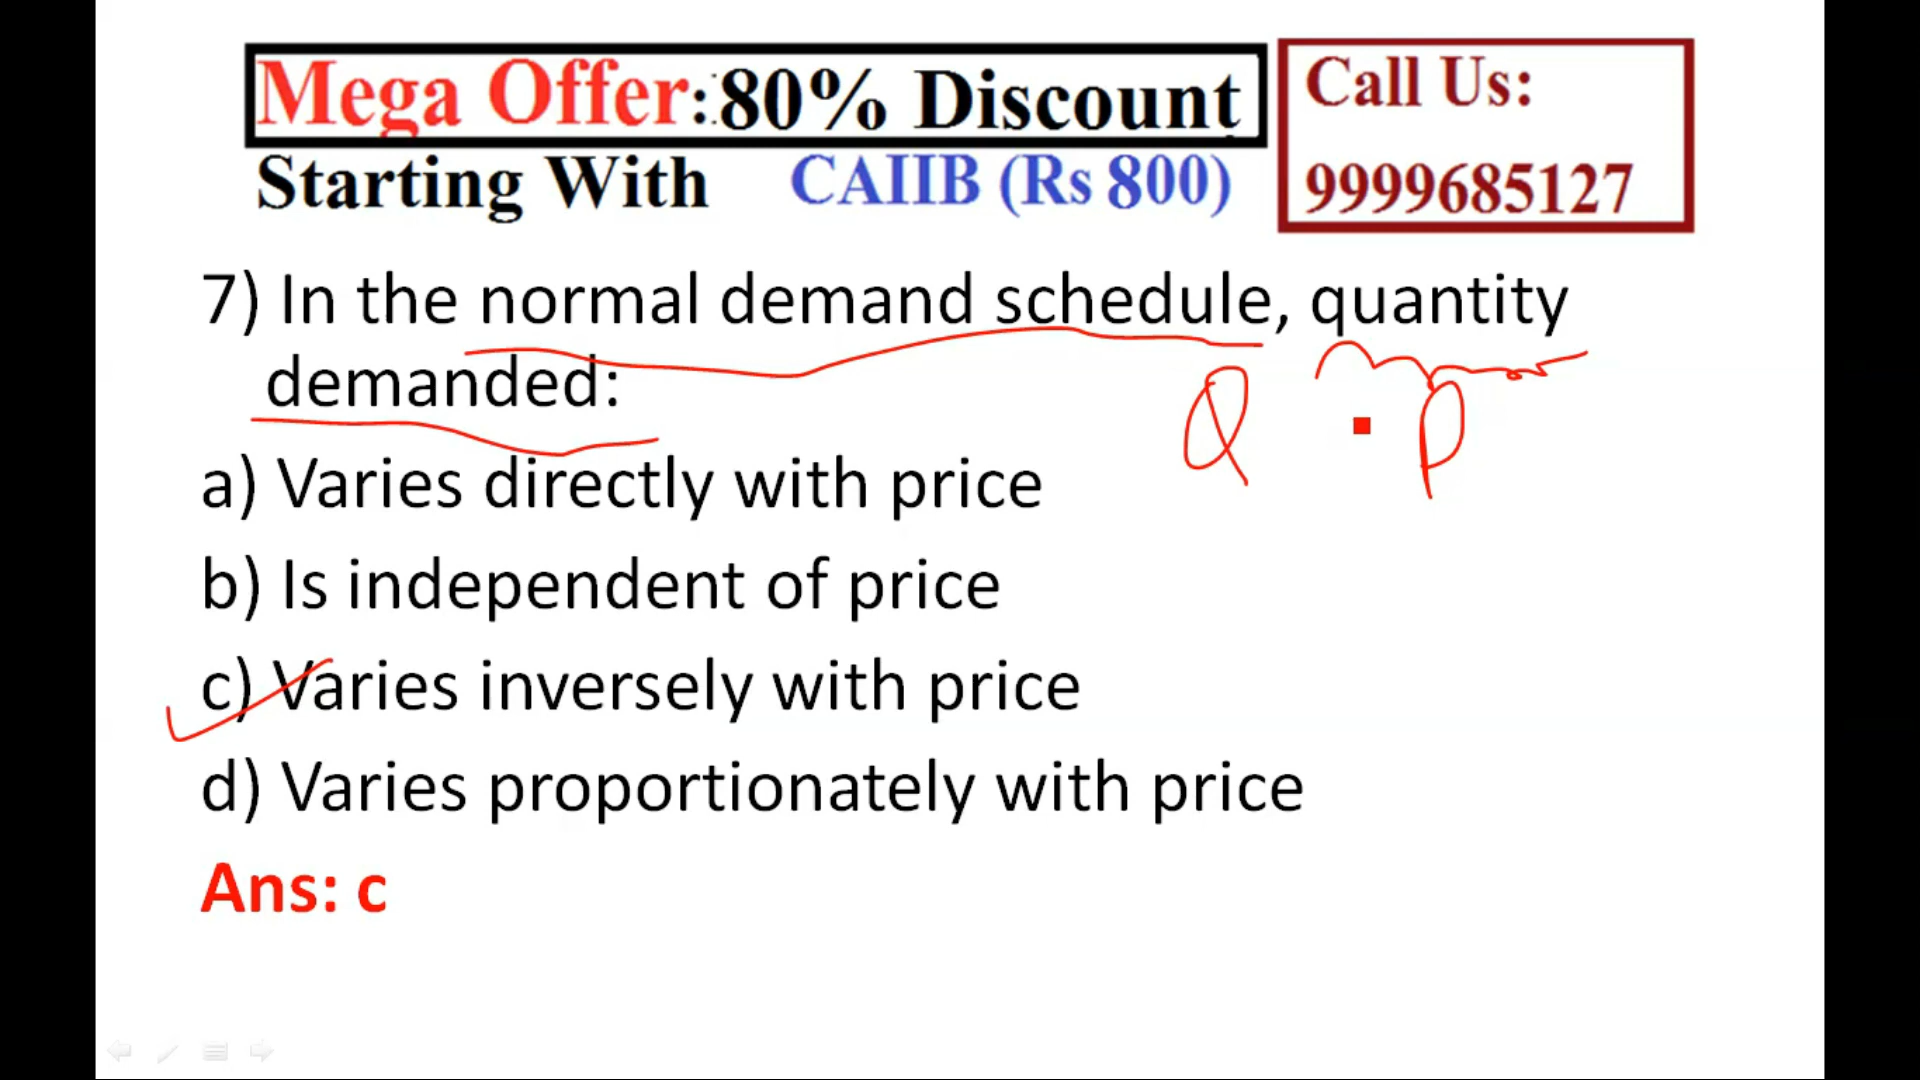 Mega Offer: 80% Discount
Starting With CAIIB (Rs 800)
Call Us:
9999685127
7) In the normal demand schedule, quantity
demanded:
Q P
a) Varies directly with price
b) Is independent of price
c) Varies inversely with price
d) Varies proportionately with price
Ans: c